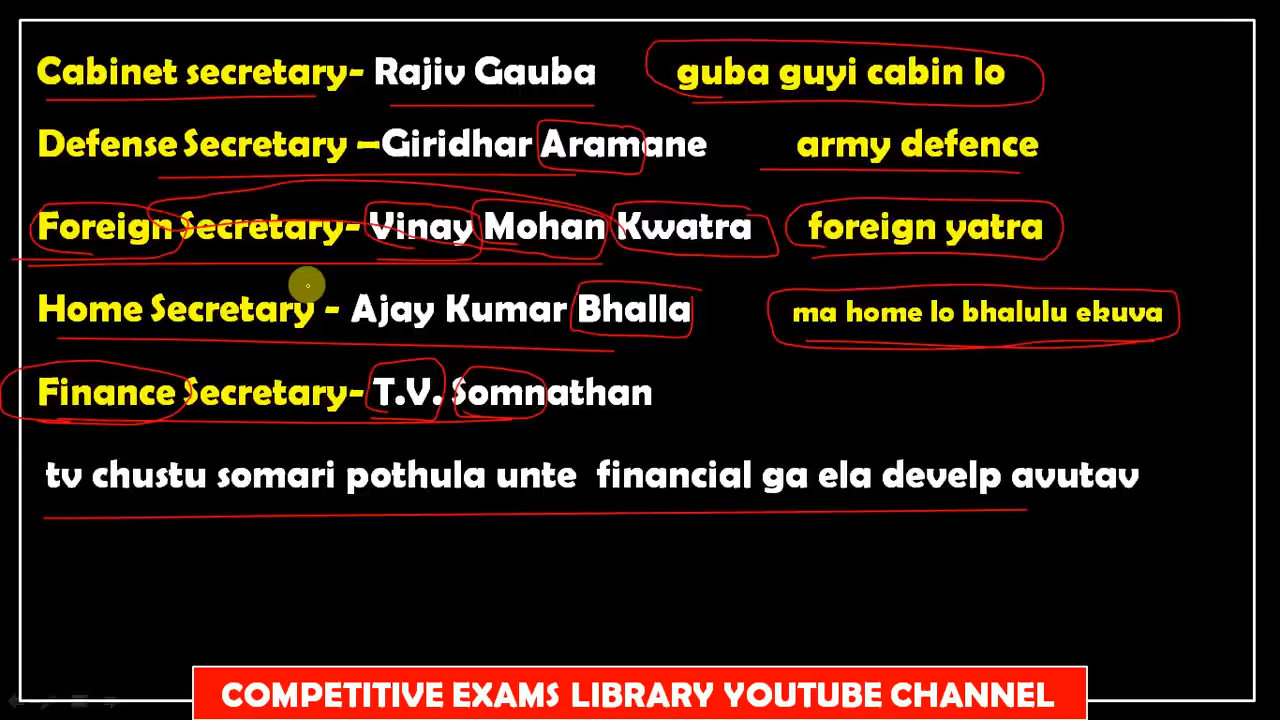 Cabinet secretary- Rajiv Gauba guba guyi cabin lo
Defense Secretary –Giridhar Aramane army defence
Foreign Secretary- Vinay Mohan Kwatra foreign yatra
Home Secretary - Ajay Kumar Bhalla ma home lo bhalulu ekuva
Finance Secretary- T.V. Somnathan
tv chustu somari pothula unte financial ga ela develp avutav
COMPETITIVE EXAMS LIBRARY YOUTUBE CHANNEL